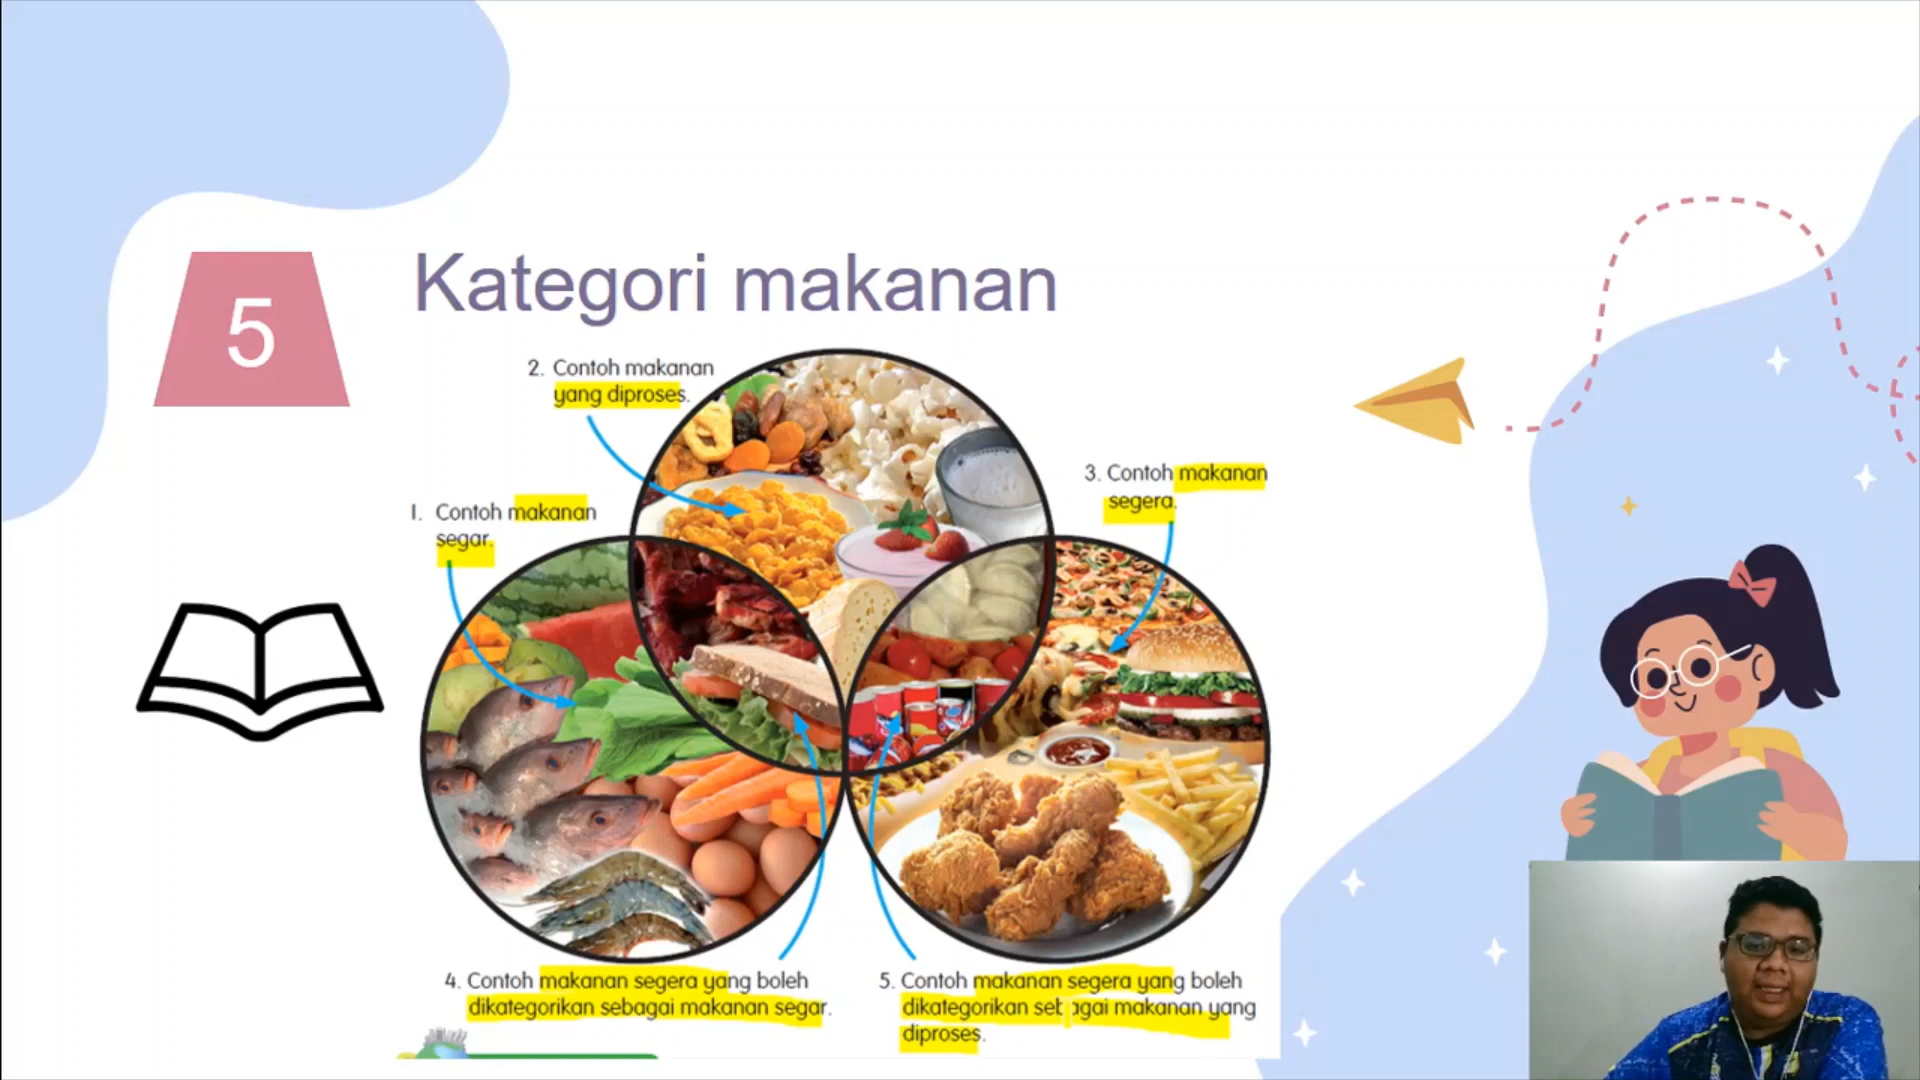 5
Kategori makanan
2. Contoh makanan
yang diproses.
3. Contoh makanan
segera.
1. Contoh makanan
segar.
4. Contoh makanan segera yang boleh
dikategorikan sebagai makanan segar.
5. Contoh makanan segera yang boleh
dikategorikan sebagai makanan yang
diproses.